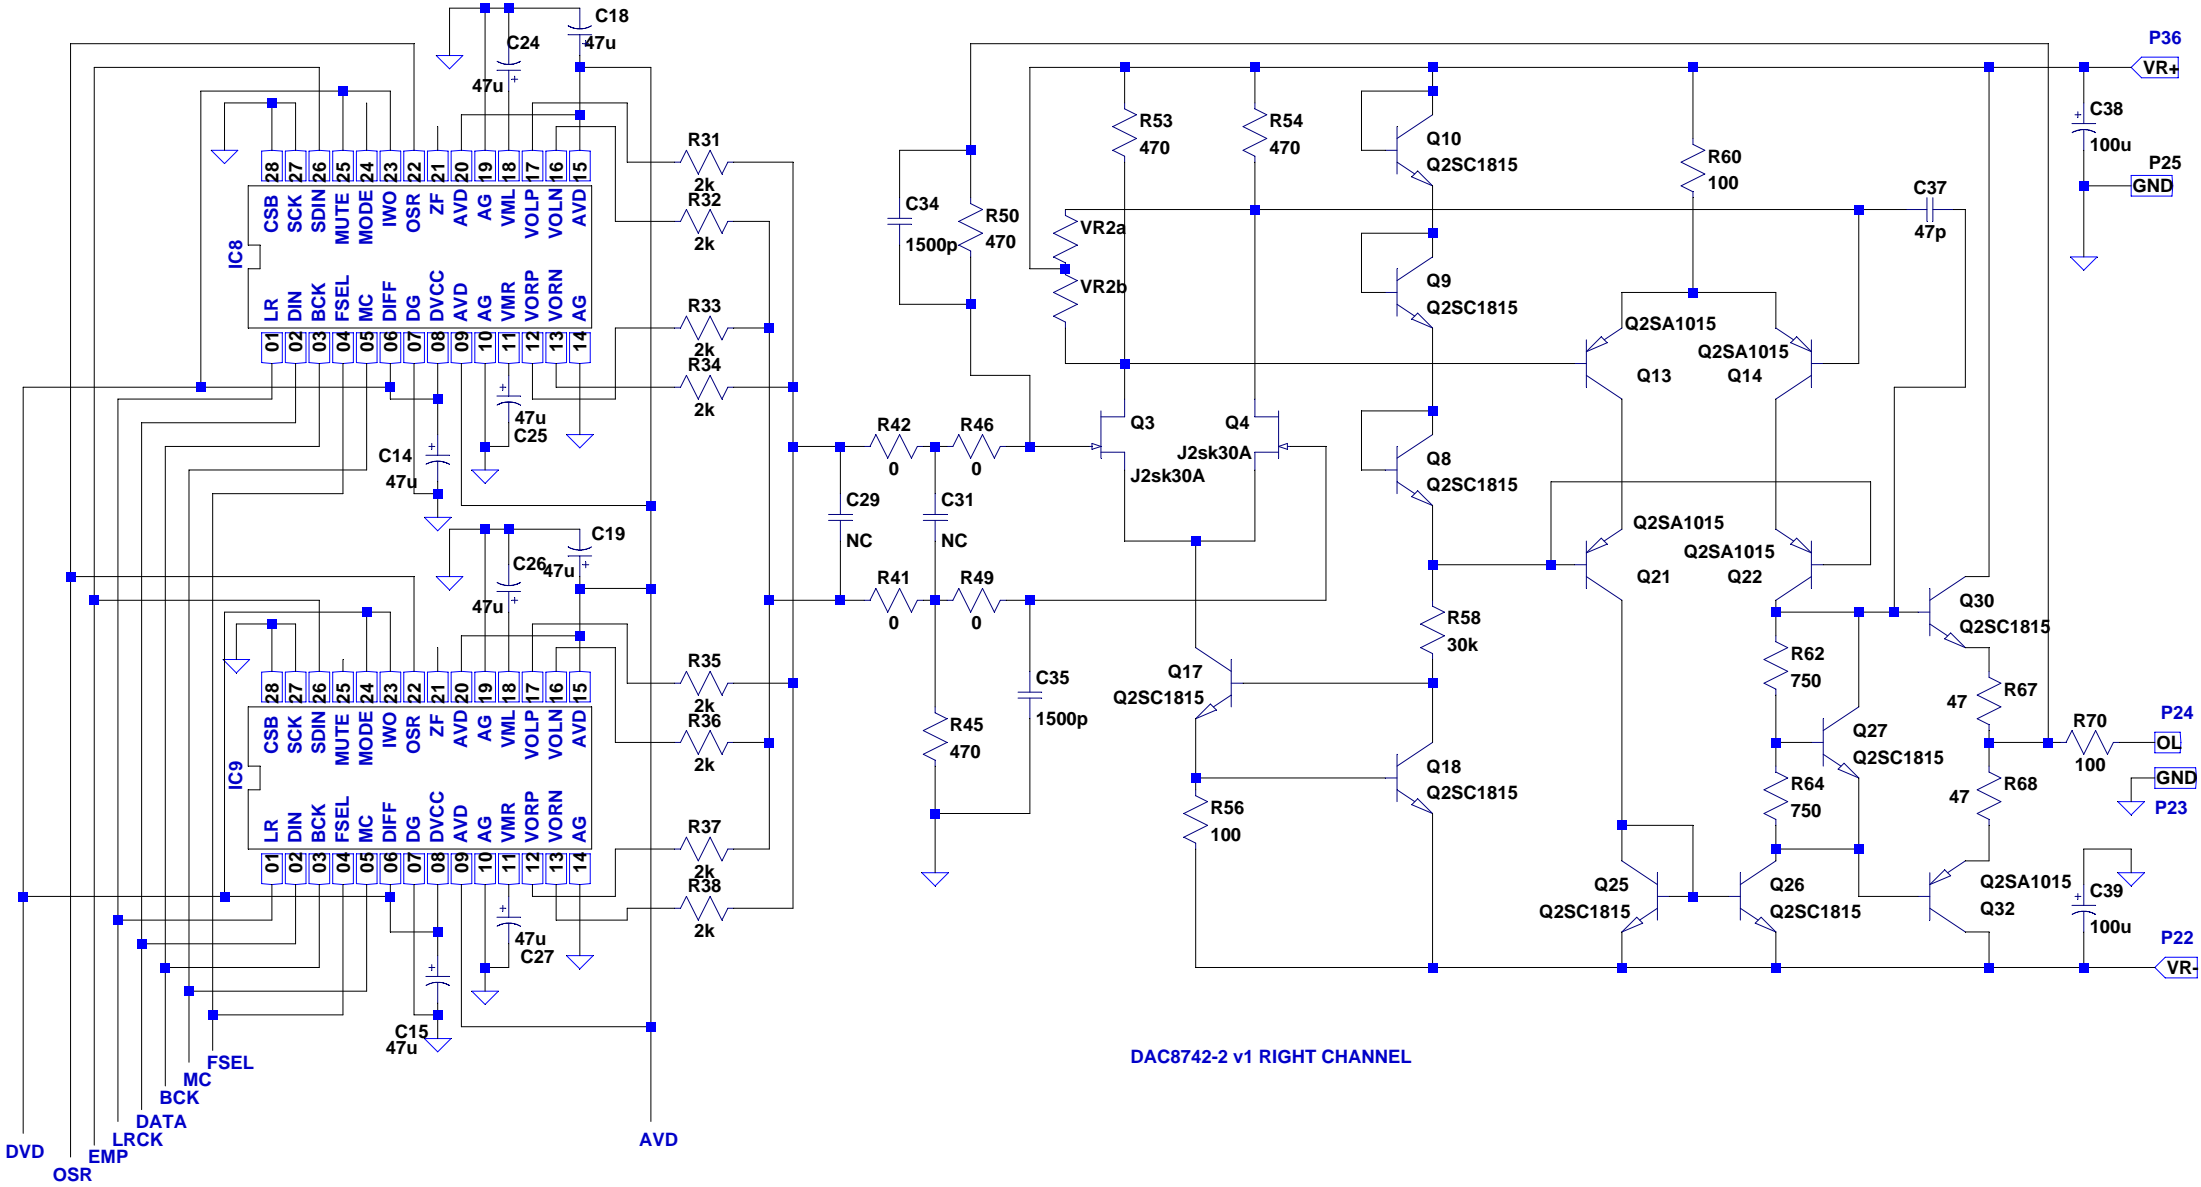 C18
47u
C24
47u
28 27 26 25 24 23 22 21 20 19 18 17 16 15
CSB SCK SDIN MUTE MODE IWO OSR ZF AVD AG VML VOLP VOLN AVD
IC8
LR DIN BCK FSEL MC DIFF DG DVCC AVD AG VMR VORP VORN AG
01 02 03 04 05 06 07 08 09 10 11 12 13 14
R31
2k
R32
2k
R33
2k
R34
2k
47u
C25
C14
47u
C19
47u
C26
47u
28 27 26 25 24 23 22 21 20 19 18 17 16 15
CSB SCK SDIN MUTE MODE IWO OSR ZF AVD AG VML VOLP VOLN AVD
IC9
LR DIN BCK FSEL MC DIFF DG DVCC AVD AG VMR VORP VORN AG
01 02 03 04 05 06 07 08 09 10 11 12 13 14
R35
2k
R36
2k
R37
2k
R38
2k
47u
C27
C15
47u
FSEL
MC
BCK
DATA
LRCK
DVD
EMP
OSR
AVD
C34
1500p
R50
470
VR2a
VR2b
R53
470
R54
470
Q10
Q2SC1815
Q9
Q2SC1815
Q8
Q2SC1815
R60
100
C37
47p
P36
VR+
C38
100u
P25
GND
Q2SA1015
Q13
Q2SA1015
Q14
R42
0
R46
0
Q3
J2sk30A
Q4
J2sk30A
C29
NC
C31
NC
R41
0
R49
0
Q2SA1015
Q21
Q2SA1015
Q22
R58
30k
Q30
Q2SC1815
R62
750
R67
47
Q17
Q2SC1815
C35
1500p
R45
470
Q27
Q2SC1815
R70
100
P24
OL
GND
P23
Q18
Q2SC1815
R64
750
R68
47
R56
100
Q25
Q2SC1815
Q26
Q2SC1815
Q2SA1015
Q32
C39
100u
P22
VR-
DAC8742-2 v1 RIGHT CHANNEL